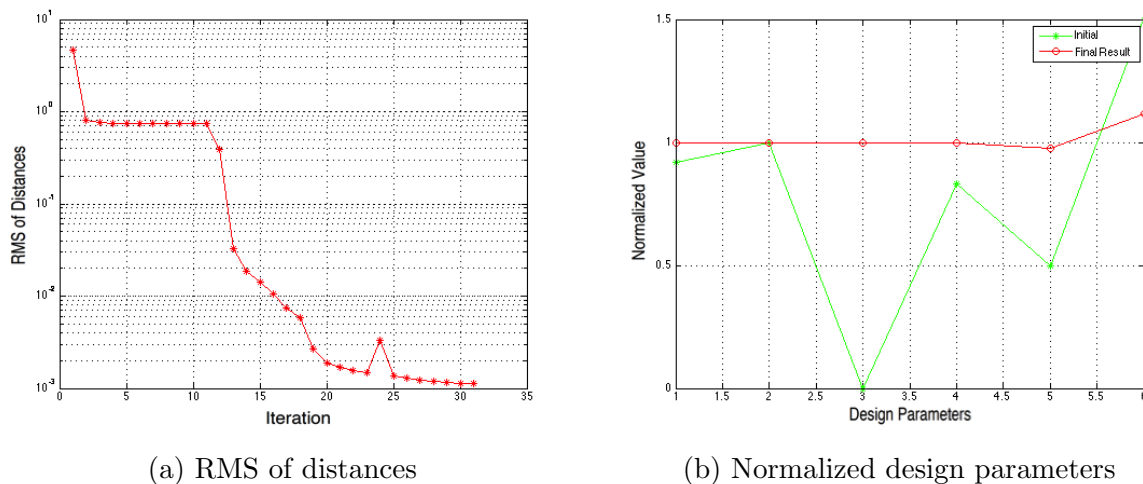 10^1
10^0
10^-1
10^-2
10^-3
RMS of Distances
0 5 10 15 20 25 30 35
Iteration
(a) RMS of distances
1.5
1
0.5
0
Normalized Value
Initial
Final Result
1 1.5 2 2.5 3 3.5 4 4.5 5 5.5 6
Design Parameters
(b) Normalized design parameters